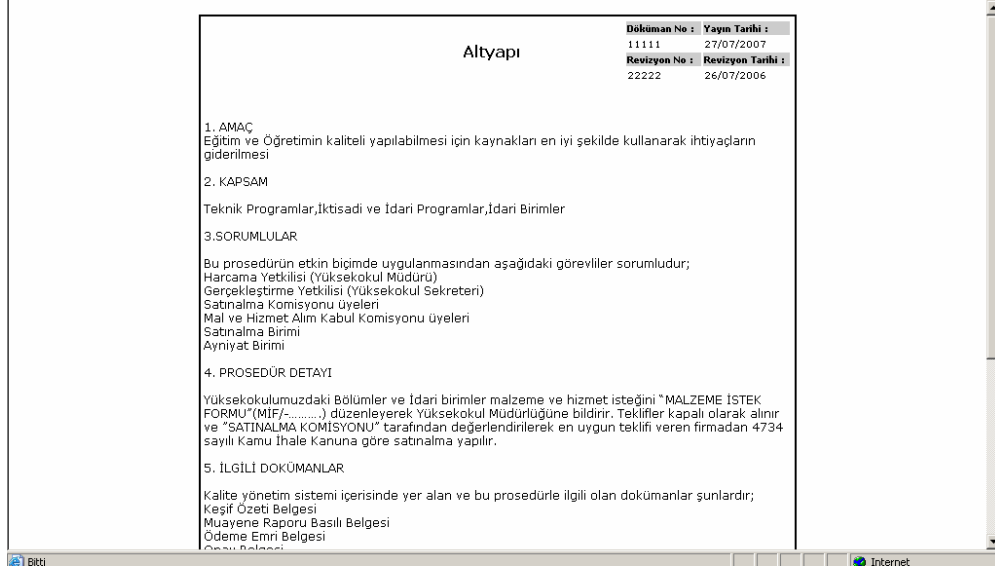 Altyapı
Döküman No : Yayın Tarihi :
11111 27/07/2007
Revizyon No : Revizyon Tarihi :
22222 26/07/2006
1. AMAÇ
Eğitim ve Öğretimin kaliteli yapılabilmesi için kaynakları en iyi şekilde kullanarak ihtiyaçların
giderilmesi
2. KAPSAM
Teknik Programlar,İktisadi ve İdari Programlar,İdari Birimler
3.SORUMLULAR
Bu prosedürün etkin biçimde uygulanmasından aşağıdaki görevliler sorumludur;
Harcama Yetkilisi (Yüksekokul Müdürü)
Gerçekleştirme Yetkilisi (Yüksekokul Sekreteri)
Satınalma Komisyonu üyeleri
Mal ve Hizmet Alım Kabul Komisyonu üyeleri
Satınalma Birimi
Ayniyat Birimi
4. PROSEDÜR DETAYI
Yüksekokulumuzdaki Bölümler ve İdari birimler malzeme ve hizmet isteğini "MALZEME İSTEK
FORMU"(MİF/-.........) düzenleyerek Yüksekokul Müdürlüğüne bildirir. Teklifler kapalı olarak alınır
ve "SATINALMA KOMİSYONU" tarafından değerlendirilerek en uygun teklifi veren firmadan 4734
sayılı Kamu İhale Kanuna göre satınalma yapılır.
5. İLGİLİ DOKÜMANLAR
Kalite yönetim sistemi içerisinde yer alan ve bu prosedürle ilgili olan dokümanlar şunlardır;
Keşif Özeti Belgesi
Muayene Raporu Basılı Belgesi
Ödeme Emri Belgesi
Onay Belgesi
Bitti Internet